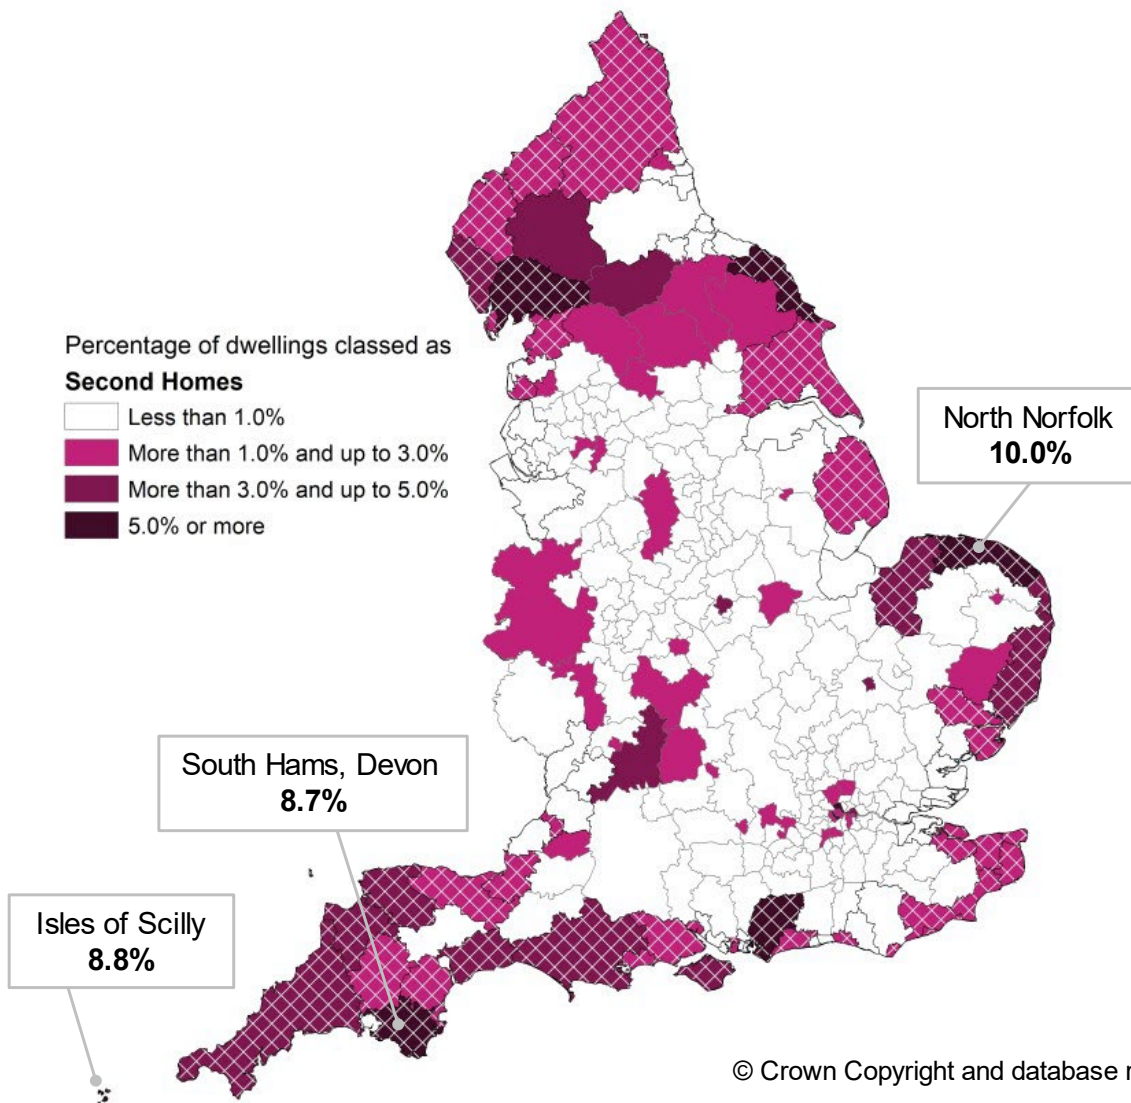 Percentage of dwellings classed as
Second Homes
Less than 1.0%
More than 1.0% and up to 3.0%
More than 3.0% and up to 5.0%
5.0% or more
North Norfolk
10.0%
South Hams, Devon
8.7%
Isles of Scilly
8.8%
© Crown Copyright and database